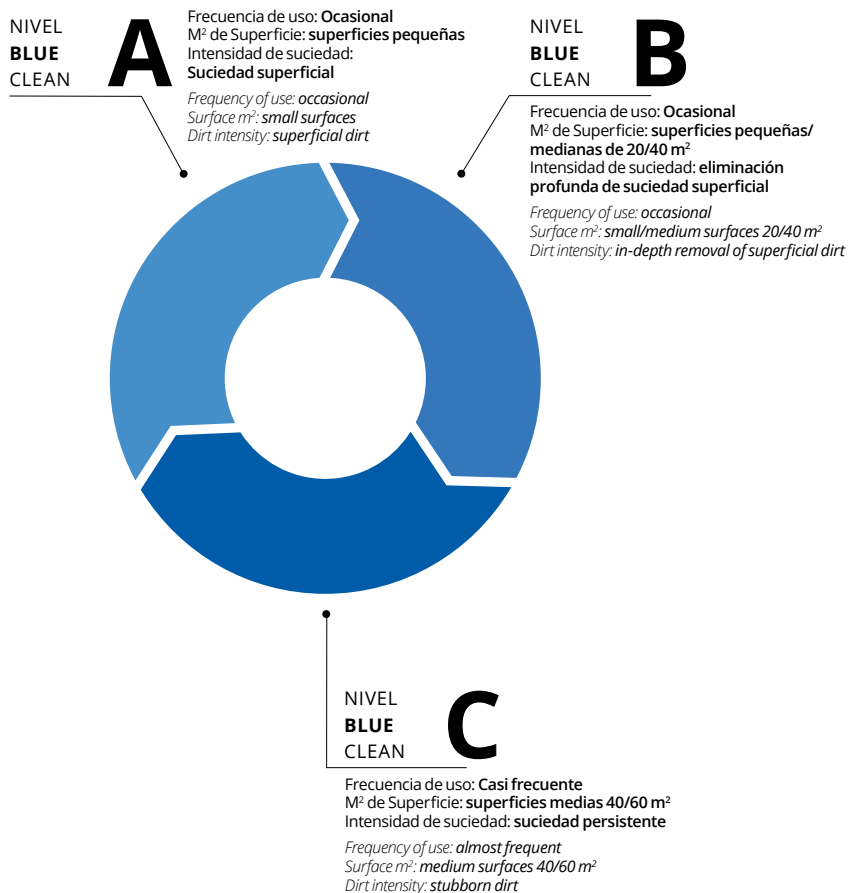 NIVEL
BLUE
CLEAN
A
Frecuencia de uso: Ocasional
M² de Superficie: superficies pequeñas
Intensidad de suciedad:
Suciedad superficial
Frequency of use: occasional
Surface m²: small surfaces
Dirt intensity: superficial dirt
NIVEL
BLUE
CLEAN
B
Frecuencia de uso: Ocasional
M² de Superficie: superficies pequeñas/
medianas de 20/40 m²
Intensidad de suciedad: eliminación
profunda de suciedad superficial
Frequency of use: occasional
Surface m²: small/medium surfaces 20/40 m²
Dirt intensity: in-depth removal of superficial dirt
NIVEL
BLUE
CLEAN
C
Frecuencia de uso: Casi frecuente
M² de Superficie: superficies medias 40/60 m²
Intensidad de suciedad: suciedad persistente
Frequency of use: almost frequent
Surface m²: medium surfaces 40/60 m²
Dirt intensity: stubborn dirt